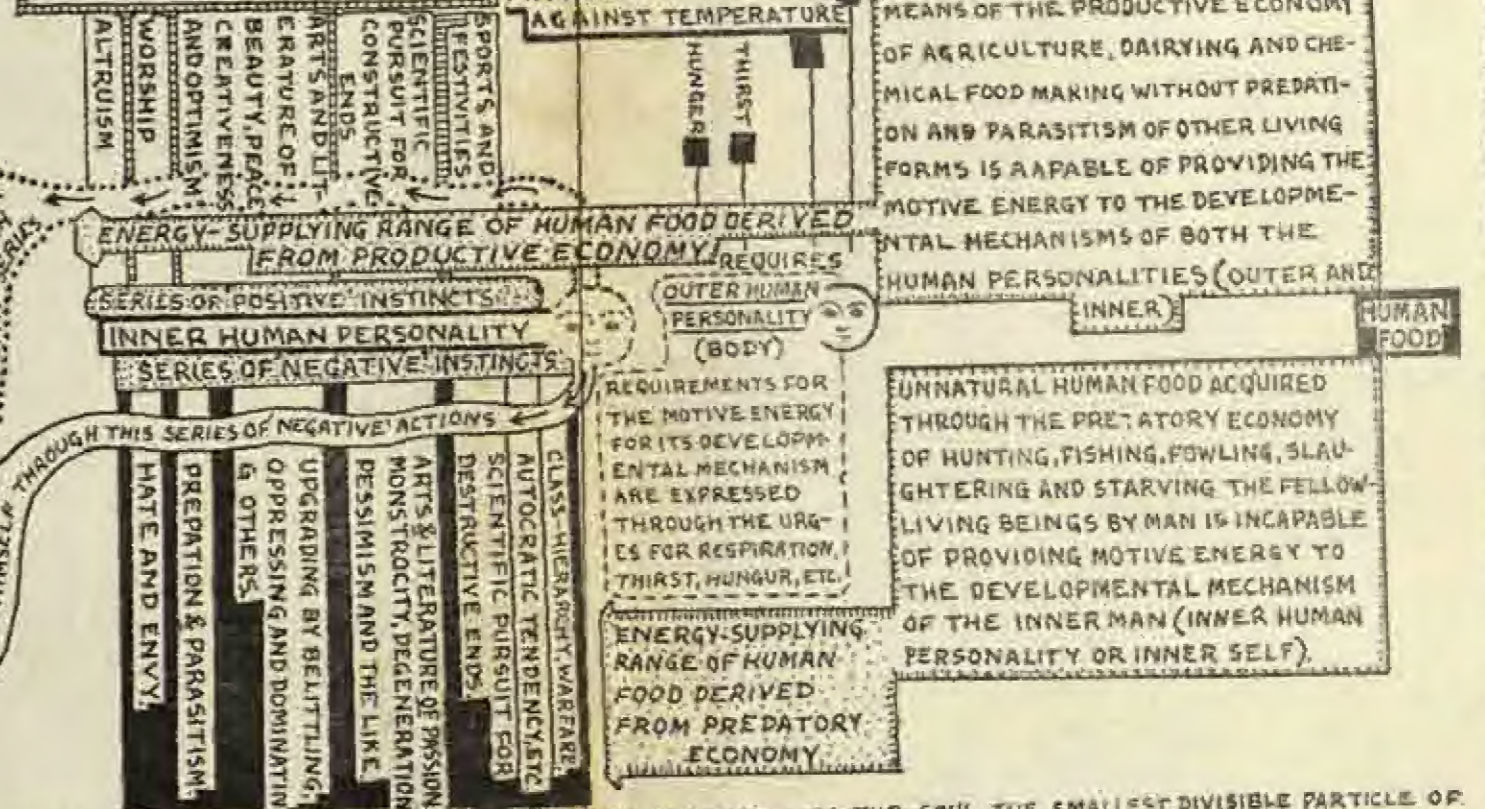 AGAINST TEMPERATURE
HUNGER
THIRST
SPORTS AND
FESTIVITIES
SCIENTIFIC
PURSUIT FOR
CONSTRUCTIVE
ENDS
ARTS AND LIT-
ERATURE OF
BEAUTY, PEACE
CREATIVENESS
AND OPTIMISM
WORSHIP
ALTRUISM
MEANS OF THE PRODUCTIVE ECONOMY
OF AGRICULTURE, DAIRYING AND CHE-
MICAL FOOD MAKING WITHOUT PREDATI-
ON AND PARASITISM OF OTHER LIVING
FORMS IS AAPABLE OF PROVIDING THE
MOTIVE ENERGY TO THE DEVELOPME-
NTAL MECHANISMS OF BOTH THE
HUMAN PERSONALITIES (OUTER AND
INNER)
HUMAN
FOOD
ENERGY-SUPPLYING RANGE OF HUMAN FOOD DERIVED
FROM PRODUCTIVE ECONOMY
REQUIRES
OUTER HUMAN
PERSONALITY
(BODY)
SERIES OF POSITIVE INSTINCTS
INNER HUMAN PERSONALITY
SERIES OF NEGATIVE INSTINCTS
SERIES
THROUGH THIS SERIES OF NEGATIVE ACTIONS
REQUIREMENTS FOR
THE MOTIVE ENERGY
FOR ITS DEVELOPM-
ENTAL MECHANISM
ARE EXPRESSED
THROUGH THE URG-
ES FOR RESPIRATION,
THIRST, HUNGUR, ETC.
UNNATURAL HUMAN FOOD ACQUIRED
THROUGH THE PRE ATORY ECONOMY
OF HUNTING, FISHING, FOWLING, SLAU-
GHTERING AND STARVING THE FELLOW-
LIVING BEINGS BY MAN IS INCAPABLE
OF PROVIDING MOTIVE ENERGY TO
THE DEVELOPMENTAL MECHANISM
OF THE INNER MAN (INNER HUMAN
PERSONALITY OR INNER SELF).
CLASS-HIERARCHY, WARFARE,
AUTOCRATIC TENDENCY, ETC
SCIENTIFIC PURSUIT FOR
DESTRUCTIVE ENDS
ARTS & LITERATURE OF PASSION,
MONSTROCITY, DEGENERATION
PESSIMISM AND THE LIKE
UPGRADING BY BELITTLING,
OPPRESSING AND DOMINATIN
G OTHERS.
PREPATION & PARASITISM.
HATE AND ENVY.
ENERGY-SUPPLYING
RANGE OF HUMAN
FOOD DERIVED
FROM PREDATORY
ECONOMY
SOUL THE SMALLEST DIVISIBLE PARTICLE OF